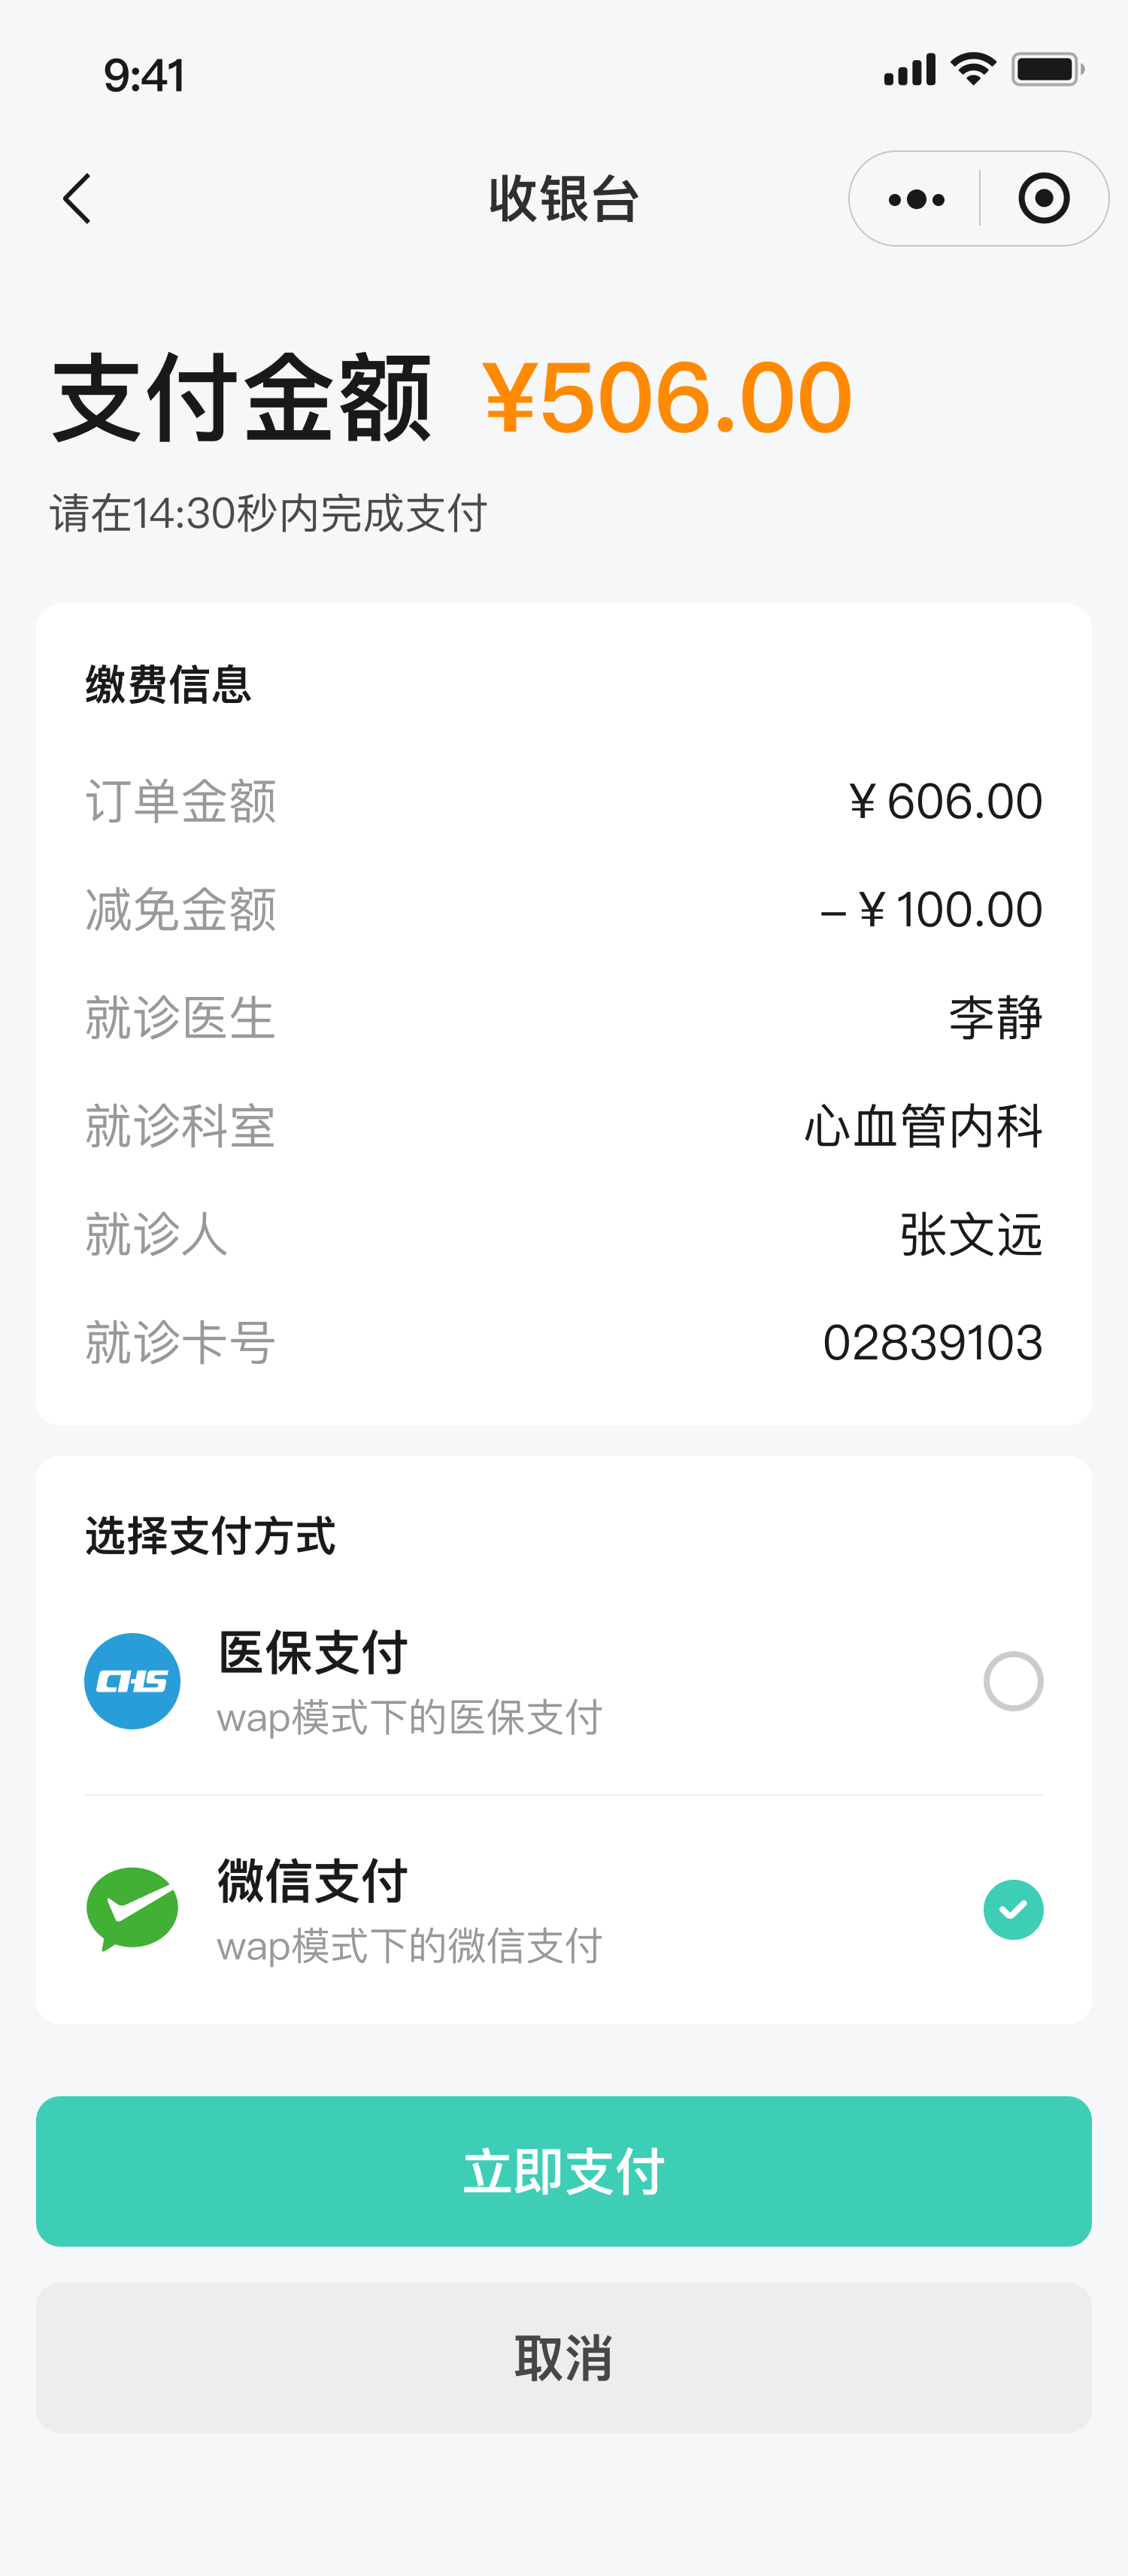 9:41
收银台
支付金额 ¥506.00
请在14:30秒内完成支付
缴费信息
订单金额 ¥ 606.00
减免金额 – ¥ 100.00
就诊医生 李静
就诊科室 心血管内科
就诊人 张文远
就诊卡号 02839103
选择支付方式
CHS 医保支付
wap模式下的医保支付
微信支付
wap模式下的微信支付
立即支付
取消